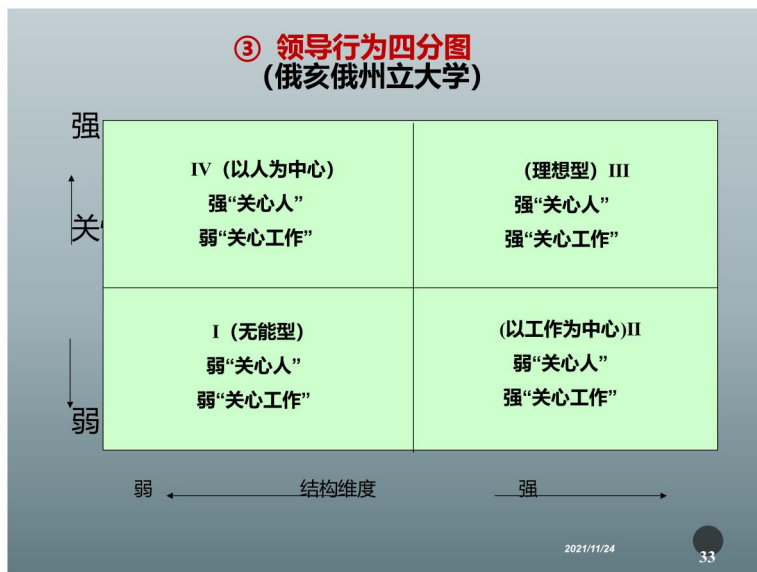 ③ 领导行为四分图
（俄亥俄州立大学）
强
IV（以人为中心）
强“关心人”
弱“关心工作”
（理想型）III
强“关心人”
强“关心工作”
关
I（无能型）
弱“关心人”
弱“关心工作”
(以工作为中心)II
弱“关心人”
强“关心工作”
弱
弱 结构维度 强
2021/11/24
33